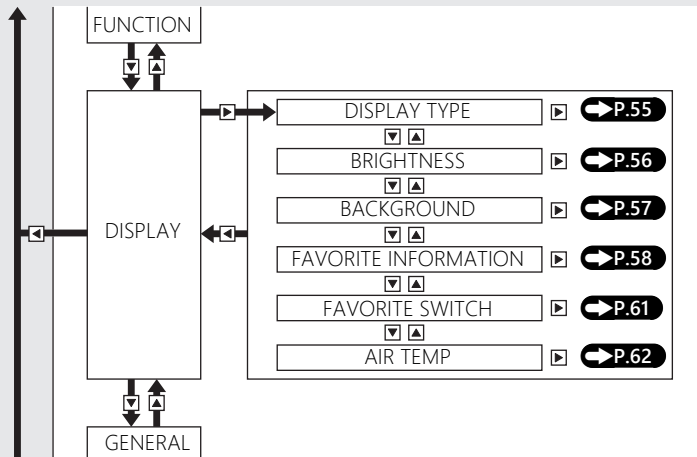 FUNCTION
DISPLAY TYPE P.55
BRIGHTNESS P.56
BACKGROUND P.57
DISPLAY
FAVORITE INFORMATION P.58
FAVORITE SWITCH P.61
AIR TEMP P.62
GENERAL